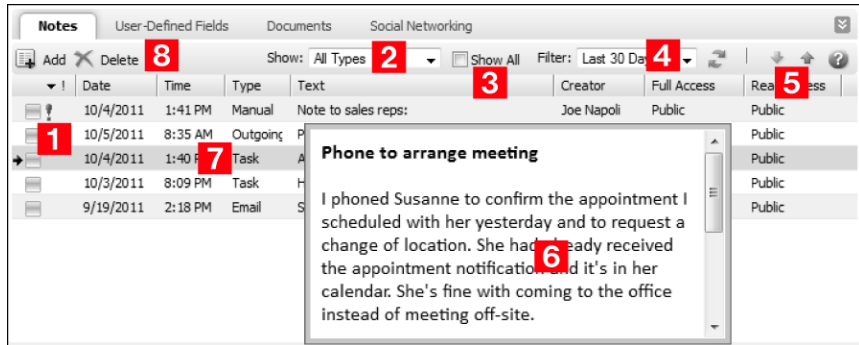 Notes User-Defined Fields Documents Social Networking
Add Delete 8 Show: All Types 2 Show All Filter: Last 30 Da 4
3 5
! Date Time Type Text Creator Full Access Rea ess
10/4/2011 1:41 PM Manual Note to sales reps: Joe Napoli Public Public
1 10/5/2011 8:35 AM Outgoing P Public
10/4/2011 1:40 P 7 Task A Public
10/3/2011 8:09 PM Task H Public
9/19/2011 2:18 PM Email S Public
Phone to arrange meeting
I phoned Susanne to confirm the appointment I
scheduled with her yesterday and to request a
change of location. She had already received
6
the appointment notification and it's in her
calendar. She's fine with coming to the office
instead of meeting off-site.